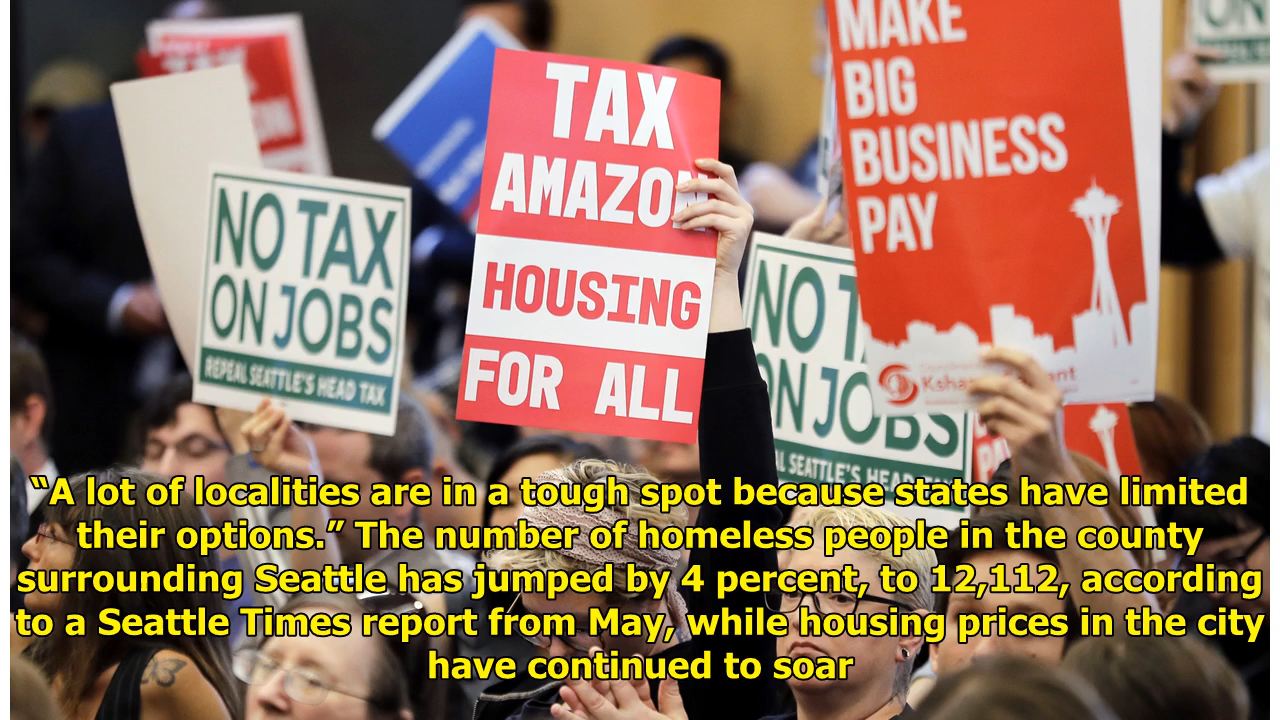 TAX
AMAZON
HOUSING
FOR ALL
NO TAX
ON JOBS
REPEAL SEATTLE'S HEAD TAX
MAKE
BIG
BUSINESS
PAY
NO
ON JOBS
SEATTLE'S HEAD TAX
ON
“A lot of localities are in a tough spot because states have limited
their options.” The number of homeless people in the county
surrounding Seattle has jumped by 4 percent, to 12,112, according
to a Seattle Times report from May, while housing prices in the city
have continued to soar